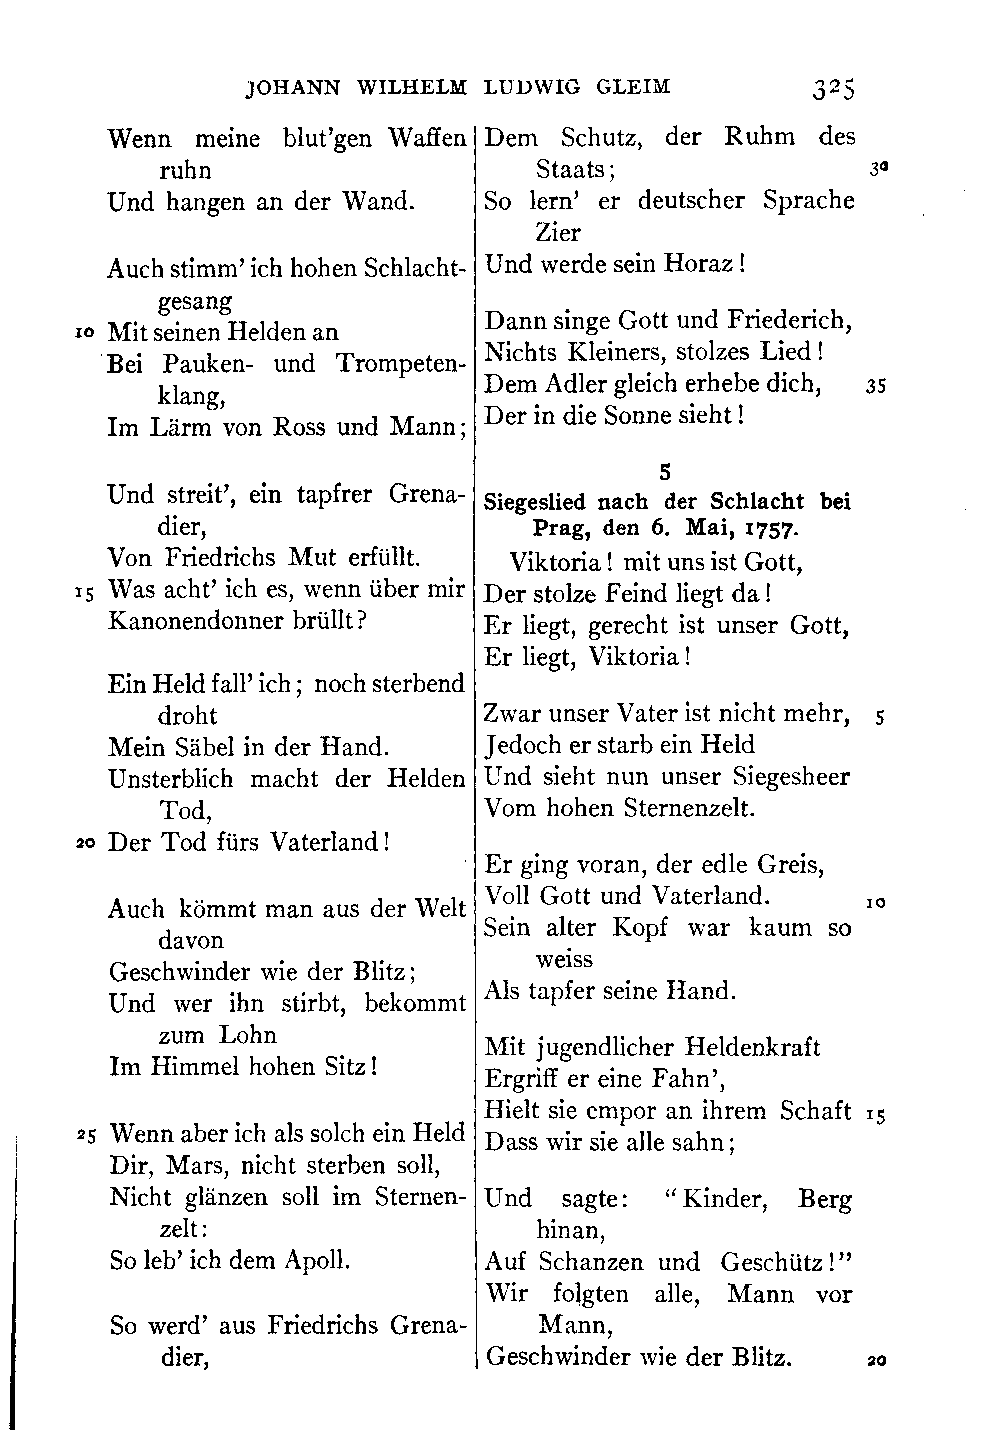 JOHANN WILHELM LUDWIG GLEIM 325
Wenn meine blut'gen Waffen
ruhn
Und hangen an der Wand.
Auch stimm' ich hohen Schlacht-
gesang
10 Mit seinen Helden an
Bei Pauken- und Trompeten-
klang,
Im Lärm von Ross und Mann;
Und streit', ein tapfrer Grena-
dier,
Von Friedrichs Mut erfüllt.
15 Was acht' ich es, wenn über mir
Kanonendonner brüllt?
Ein Held fall' ich; noch sterbend
droht
Mein Säbel in der Hand.
Unsterblich macht der Helden
Tod,
20 Der Tod fürs Vaterland!
Auch kömmt man aus der Welt
davon
Geschwinder wie der Blitz;
Und wer ihn stirbt, bekommt
zum Lohn
Im Himmel hohen Sitz!
25 Wenn aber ich als solch ein Held
Dir, Mars, nicht sterben soll,
Nicht glänzen soll im Sternen-
zelt:
So leb' ich dem Apoll.
So werd' aus Friedrichs Grena-
dier,
Dem Schutz, der Ruhm des
Staats; 30
So lern' er deutscher Sprache
Zier
Und werde sein Horaz!
Dann singe Gott und Friederich,
Nichts Kleiners, stolzes Lied!
Dem Adler gleich erhebe dich, 35
Der in die Sonne sieht!
5
Siegeslied nach der Schlacht bei
Prag, den 6. Mai, 1757.
Viktoria! mit uns ist Gott,
Der stolze Feind liegt da!
Er liegt, gerecht ist unser Gott,
Er liegt, Viktoria!
Zwar unser Vater ist nicht mehr, 5
Jedoch er starb ein Held
Und sieht nun unser Siegesheer
Vom hohen Sternenzelt.
Er ging voran, der edle Greis,
Voll Gott und Vaterland. 10
Sein alter Kopf war kaum so
weiss
Als tapfer seine Hand.
Mit jugendlicher Heldenkraft
Ergriff er eine Fahn',
Hielt sie empor an ihrem Schaft 15
Dass wir sie alle sahn;
Und sagte: "Kinder, Berg
hinan,
Auf Schanzen und Geschütz!"
Wir folgten alle, Mann vor
Mann,
Geschwinder wie der Blitz. 20